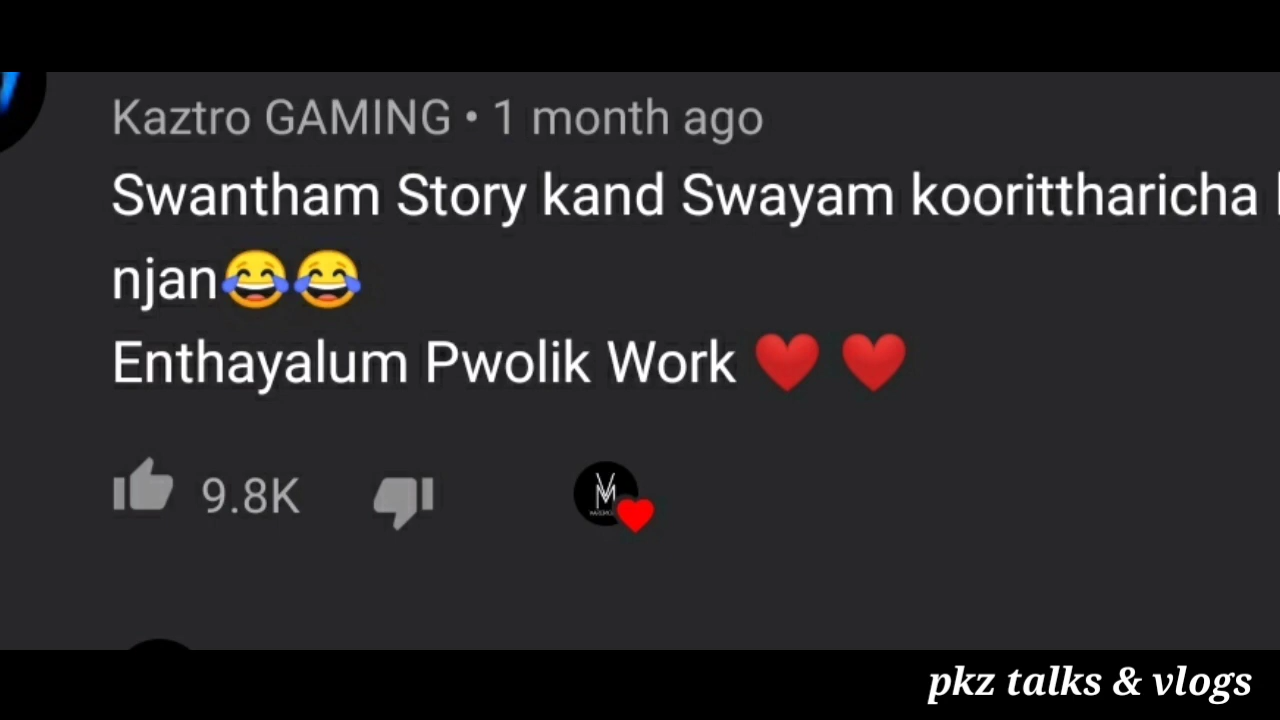 Kaztro GAMING • 1 month ago
Swantham Story kand Swayam koorittharicha
njan😂😂
Enthayalum Pwolik Work ❤️ ❤️
9.8K
pkz talks & vlogs